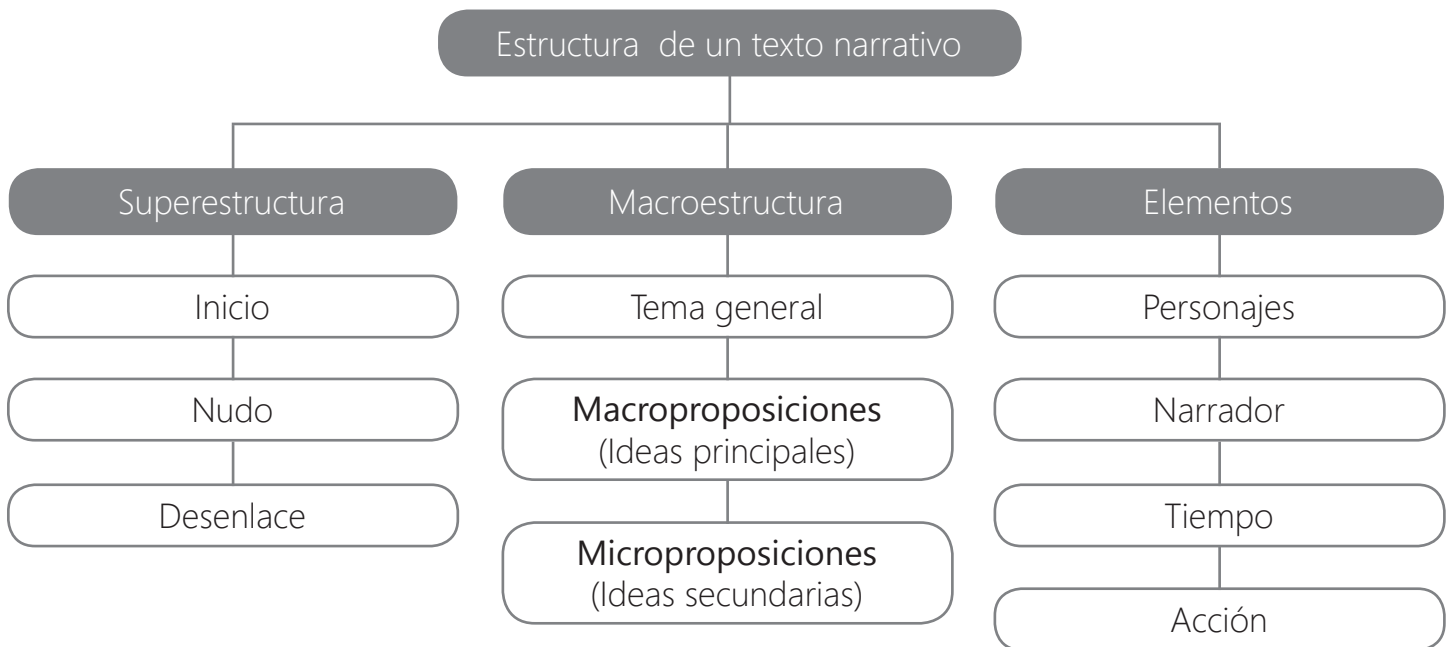 Estructura de un texto narrativo
Superestructura
Inicio
Nudo
Desenlace
Macroestructura
Tema general
Macroproposiciones
(Ideas principales)
Microproposiciones
(Ideas secundarias)
Elementos
Personajes
Narrador
Tiempo
Acción